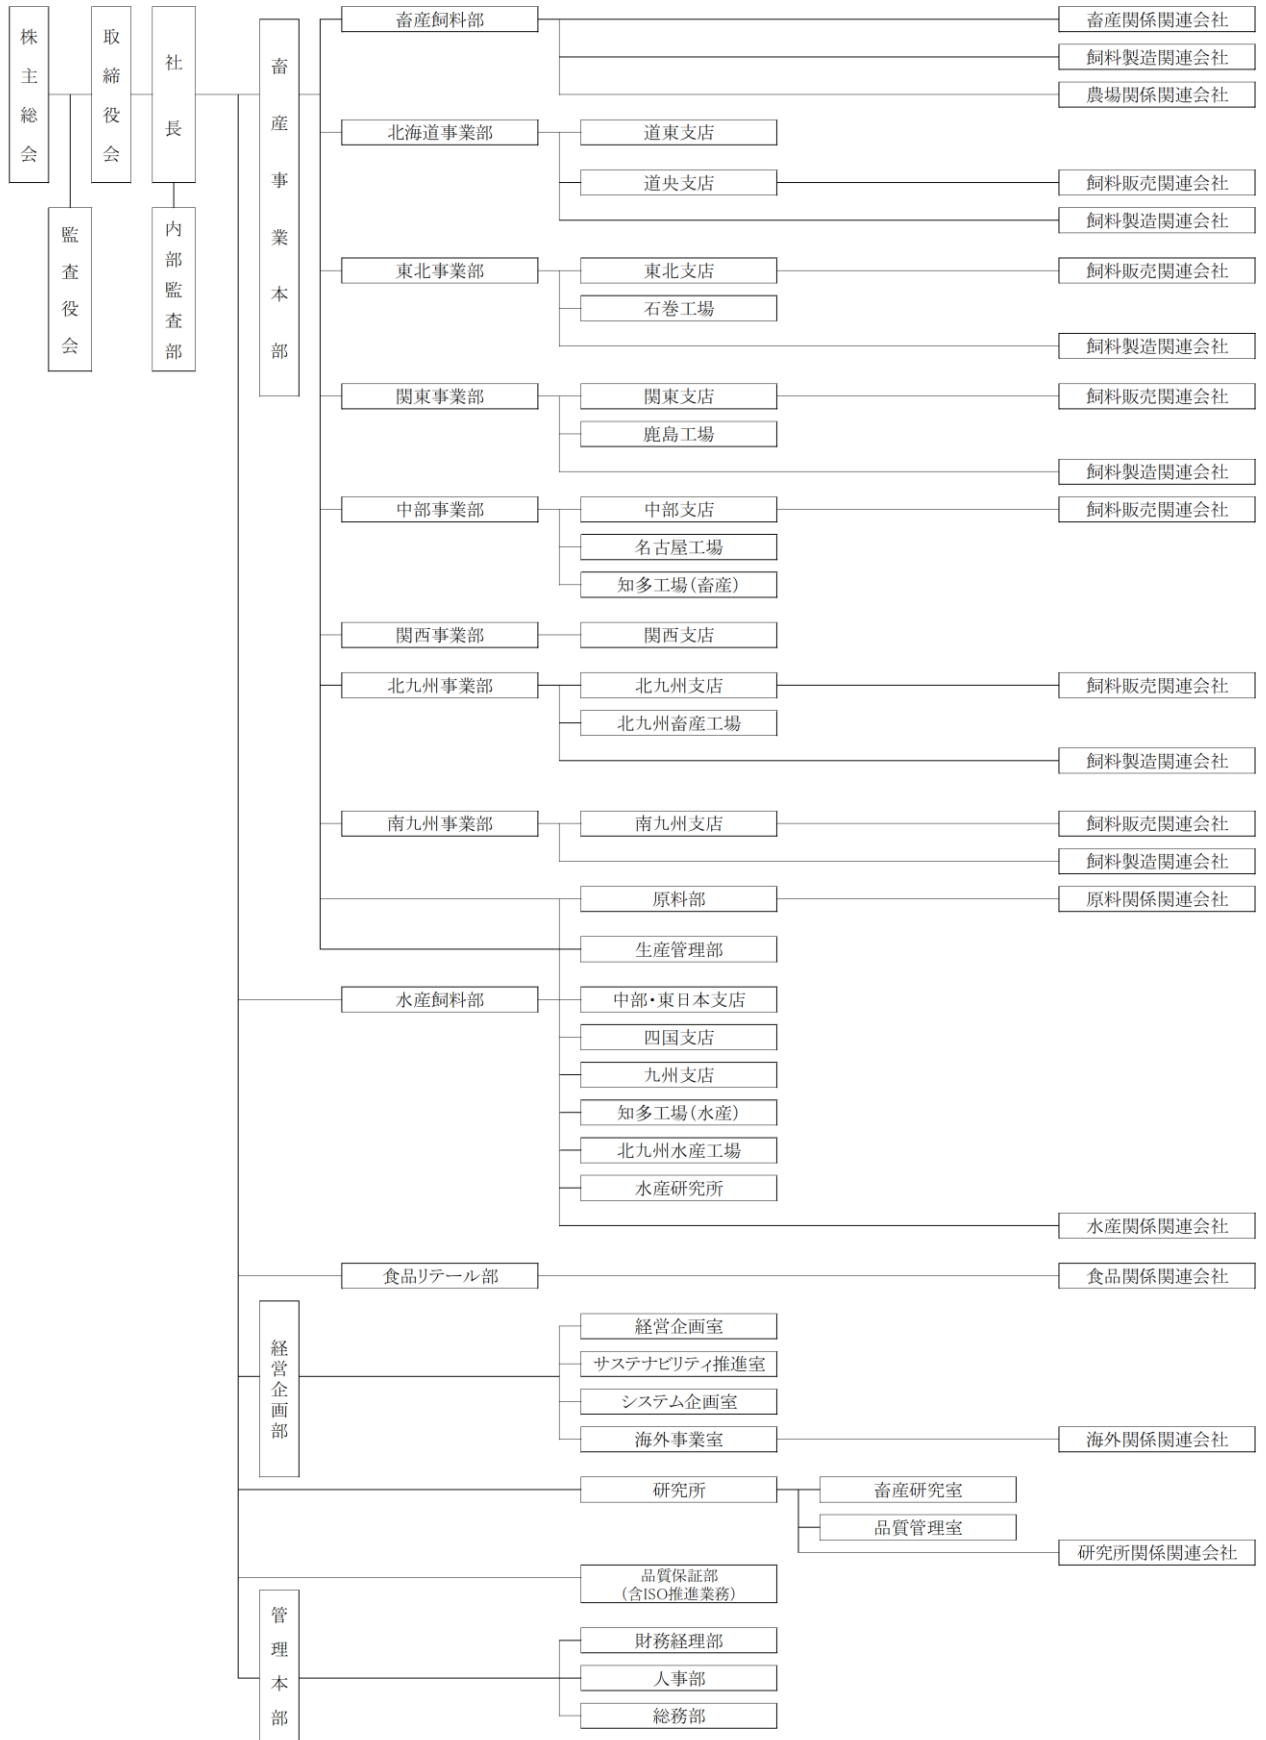 株主総会
取締役会
社長
監査役会
内部監査部
畜産事業本部
畜産飼料部
畜産関係関連会社
飼料製造関連会社
農場関係関連会社
北海道事業部
道東支店
道央支店
飼料販売関連会社
飼料製造関連会社
東北事業部
東北支店
飼料販売関連会社
石巻工場
飼料製造関連会社
関東事業部
関東支店
飼料販売関連会社
鹿島工場
飼料製造関連会社
中部事業部
中部支店
飼料販売関連会社
名古屋工場
知多工場(畜産)
関西事業部
関西支店
北九州事業部
北九州支店
飼料販売関連会社
北九州畜産工場
飼料製造関連会社
南九州事業部
南九州支店
飼料販売関連会社
飼料製造関連会社
原料部
原料関係関連会社
生産管理部
水産飼料部
中部・東日本支店
四国支店
九州支店
知多工場(水産)
北九州水産工場
水産研究所
水産関係関連会社
食品リテール部
食品関係関連会社
経営企画部
経営企画室
サステナビリティ推進室
システム企画室
海外事業室
海外関係関連会社
研究所
畜産研究室
品質管理室
研究所関係関連会社
品質保証部
(含ISO推進業務)
管理本部
財務経理部
人事部
総務部